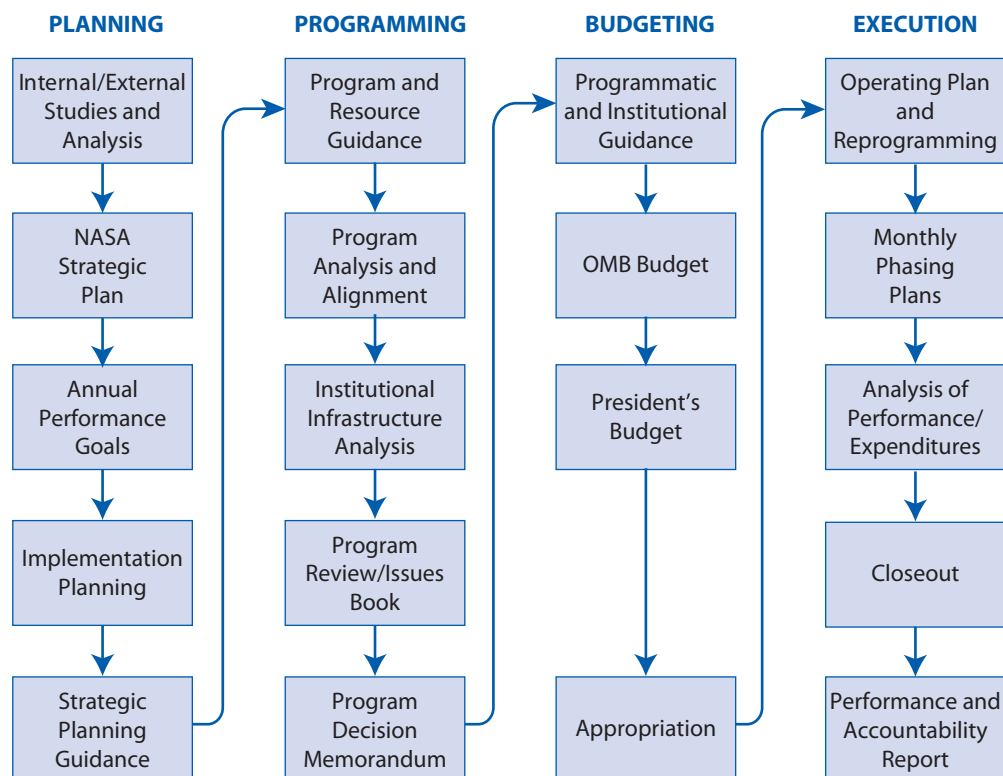 PLANNING
Internal/External
Studies and
Analysis
NASA
Strategic
Plan
Annual
Performance
Goals
Implementation
Planning
Strategic
Planning
Guidance
PROGRAMMING
Program and
Resource
Guidance
Program
Analysis and
Alignment
Institutional
Infrastructure
Analysis
Program
Review/Issues
Book
Program
Decision
Memorandum
BUDGETING
Programmatic
and Institutional
Guidance
OMB Budget
President’s
Budget
Appropriation
EXECUTION
Operating Plan
and
Reprogramming
Monthly
Phasing
Plans
Analysis of
Performance/
Expenditures
Closeout
Performance and
Accountability
Report